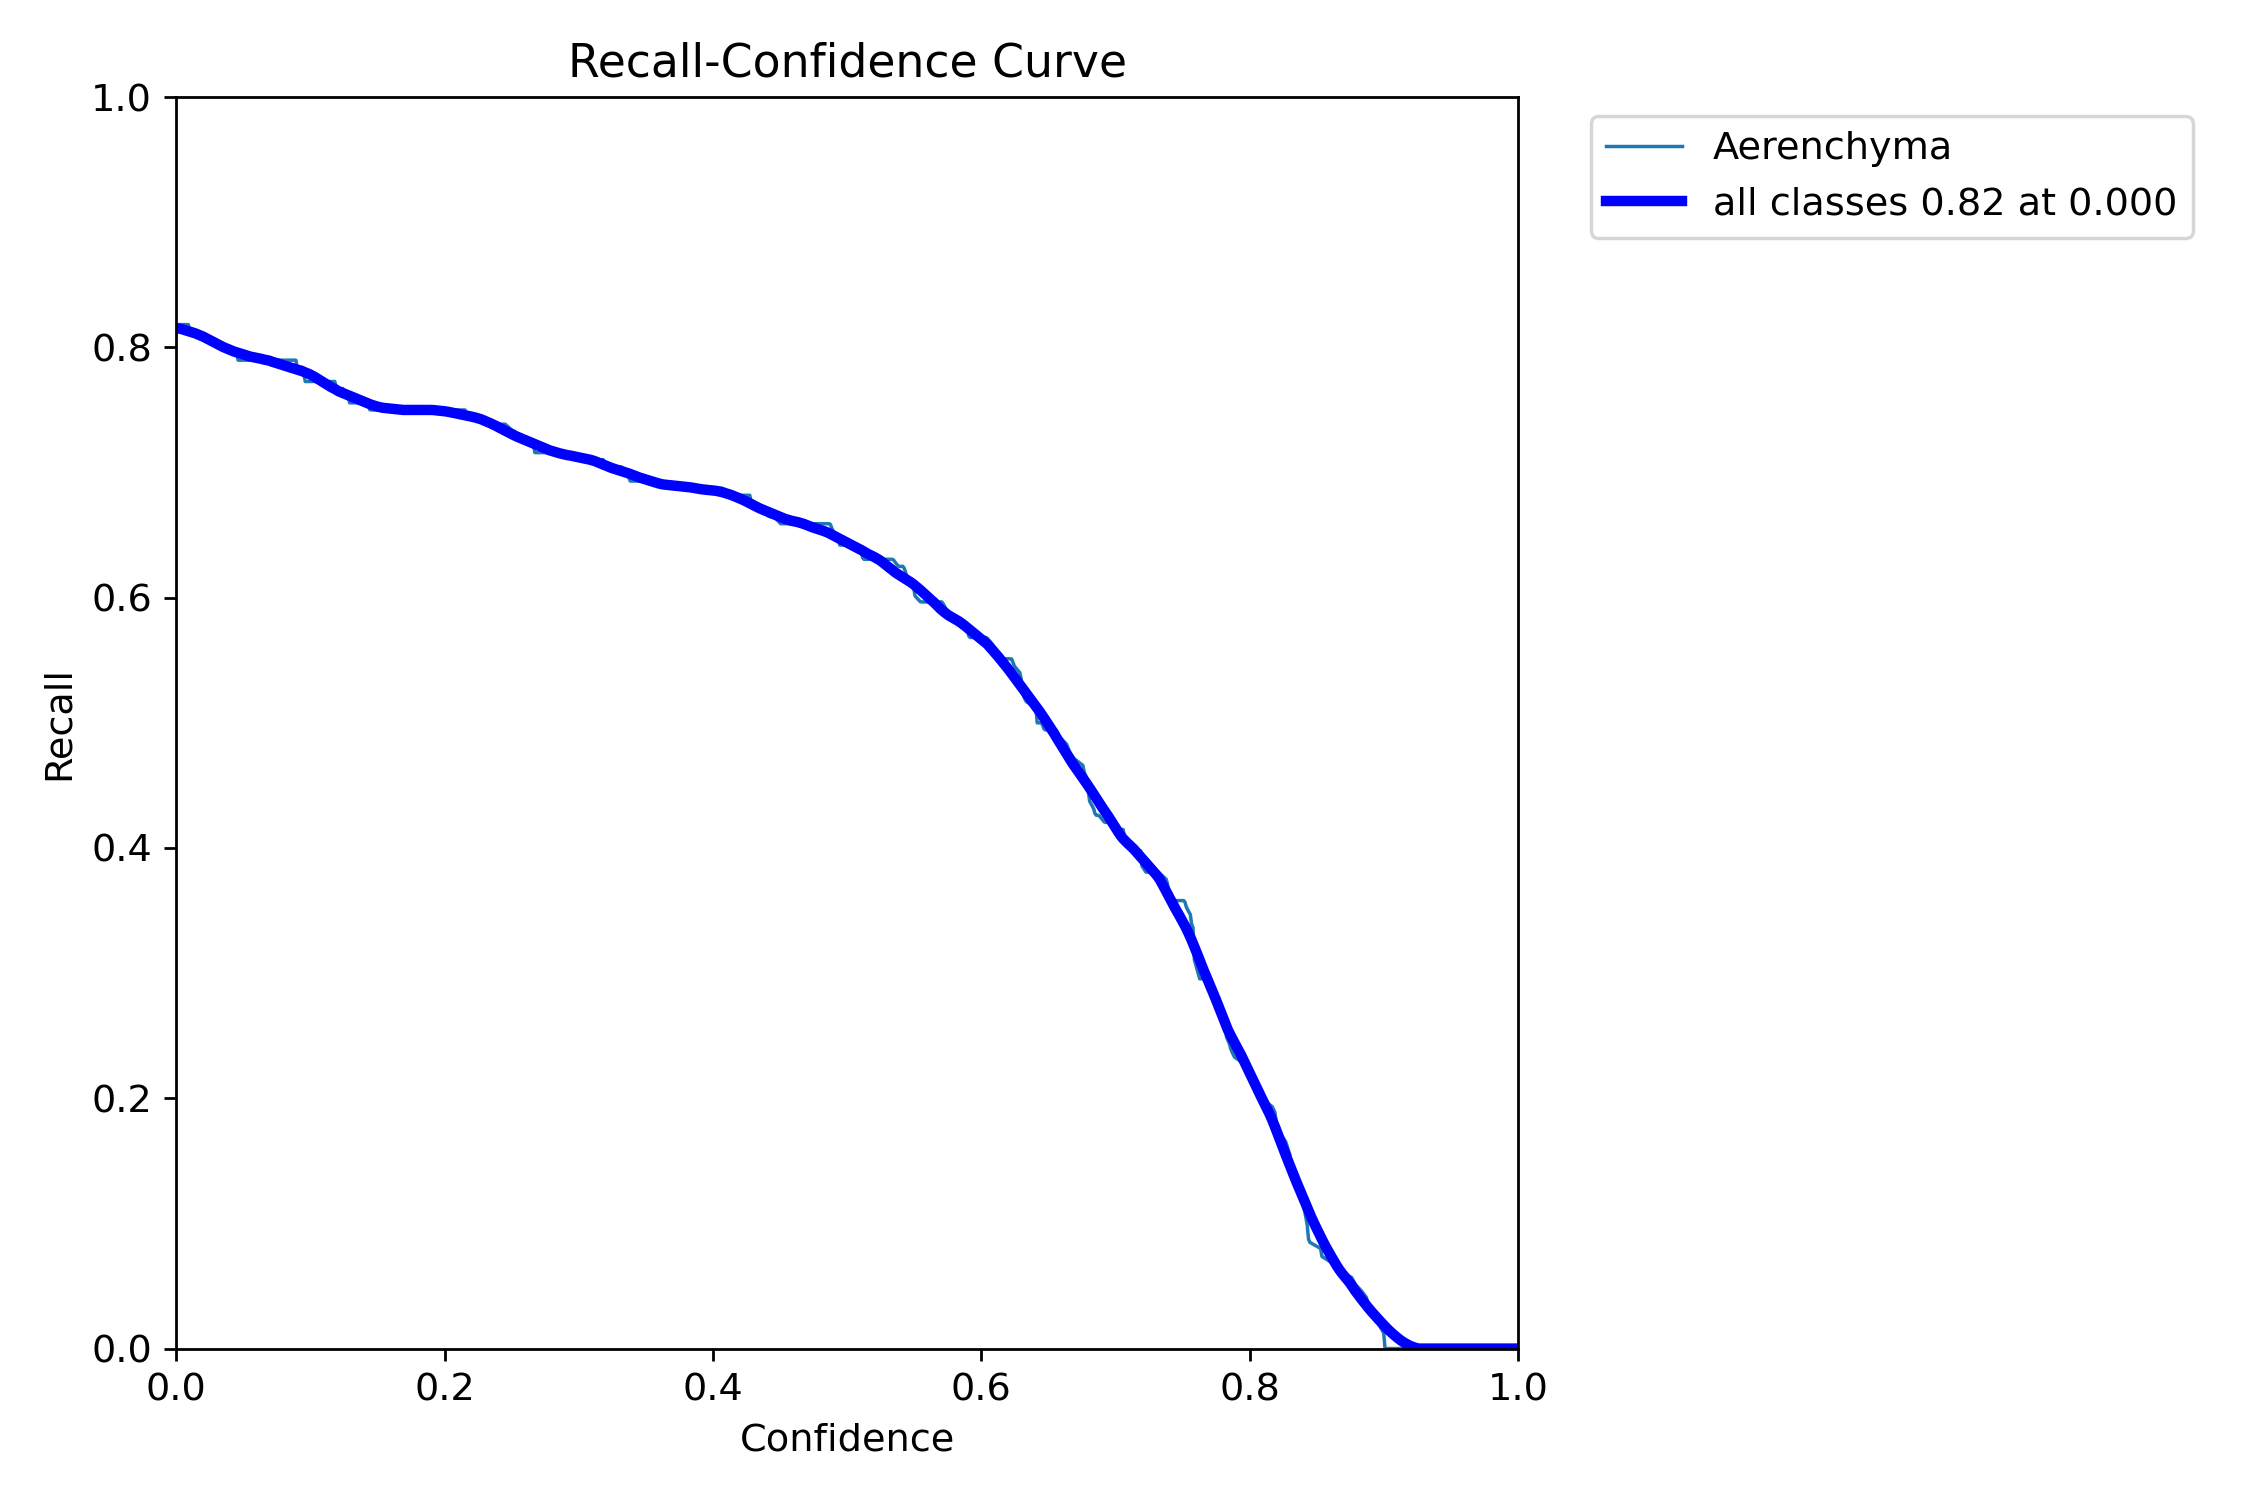 Recall-Confidence Curve
1.0
0.8
0.6
0.4
0.2
0.0
Recall
0.0 0.2 0.4 0.6 0.8 1.0
Confidence
Aerenchyma
all classes 0.82 at 0.000